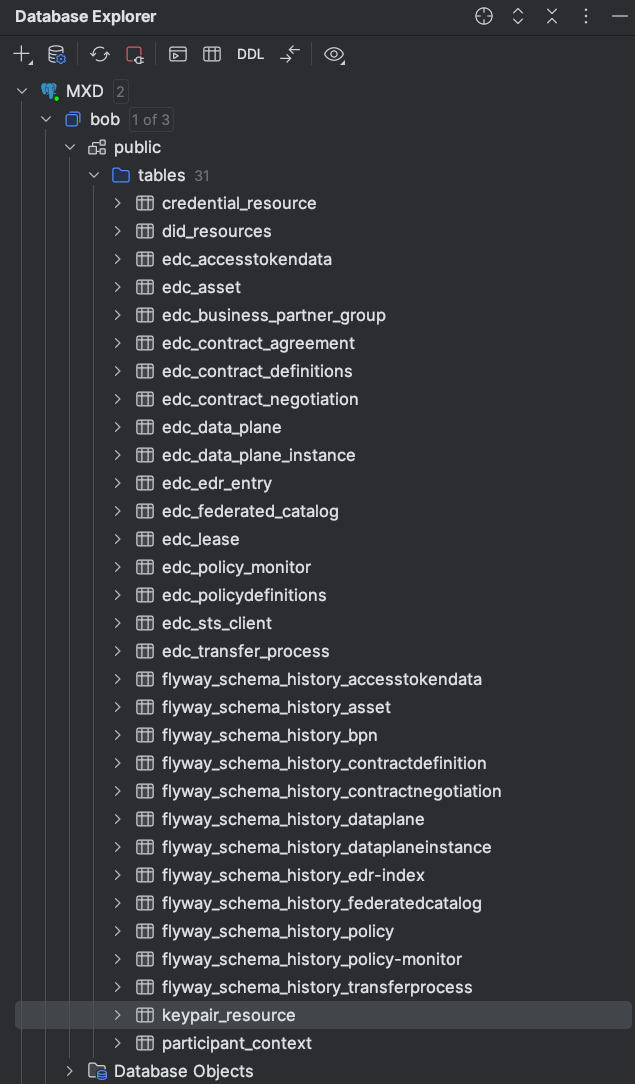 Database Explorer
DDL
MXD 2
bob 1 of 3
public
tables 31
credential_resource
did_resources
edc_accesstokendata
edc_asset
edc_business_partner_group
edc_contract_agreement
edc_contract_definitions
edc_contract_negotiation
edc_data_plane
edc_data_plane_instance
edc_edr_entry
edc_federated_catalog
edc_lease
edc_policy_monitor
edc_policydefinitions
edc_sts_client
edc_transfer_process
flyway_schema_history_accesstokendata
flyway_schema_history_asset
flyway_schema_history_bpn
flyway_schema_history_contractdefinition
flyway_schema_history_contractnegotiation
flyway_schema_history_dataplane
flyway_schema_history_dataplaneinstance
flyway_schema_history_edr-index
flyway_schema_history_federatedcatalog
flyway_schema_history_policy
flyway_schema_history_policy-monitor
flyway_schema_history_transferprocess
keypair_resource
participant_context
Database Objects